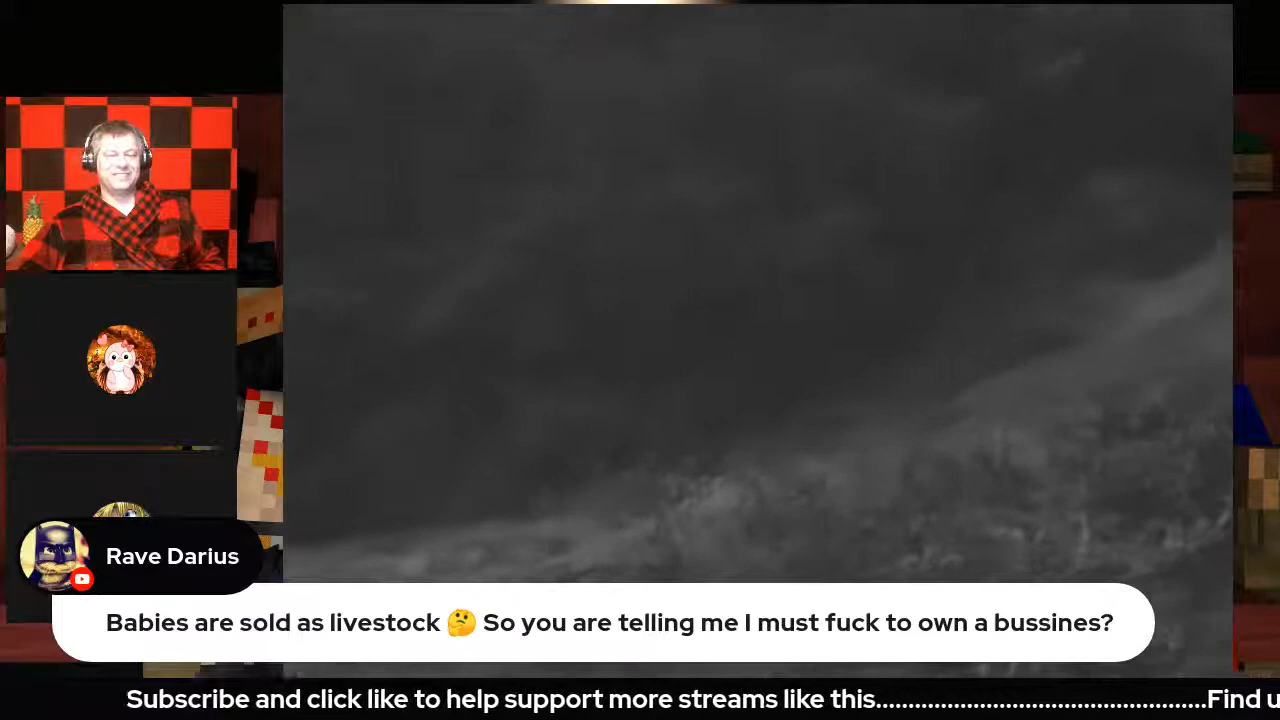 Rave Darius
Babies are sold as livestock 🤔 So you are telling me I must fuck to own a bussines?
Subscribe and click like to help support more streams like this..................................................Find u